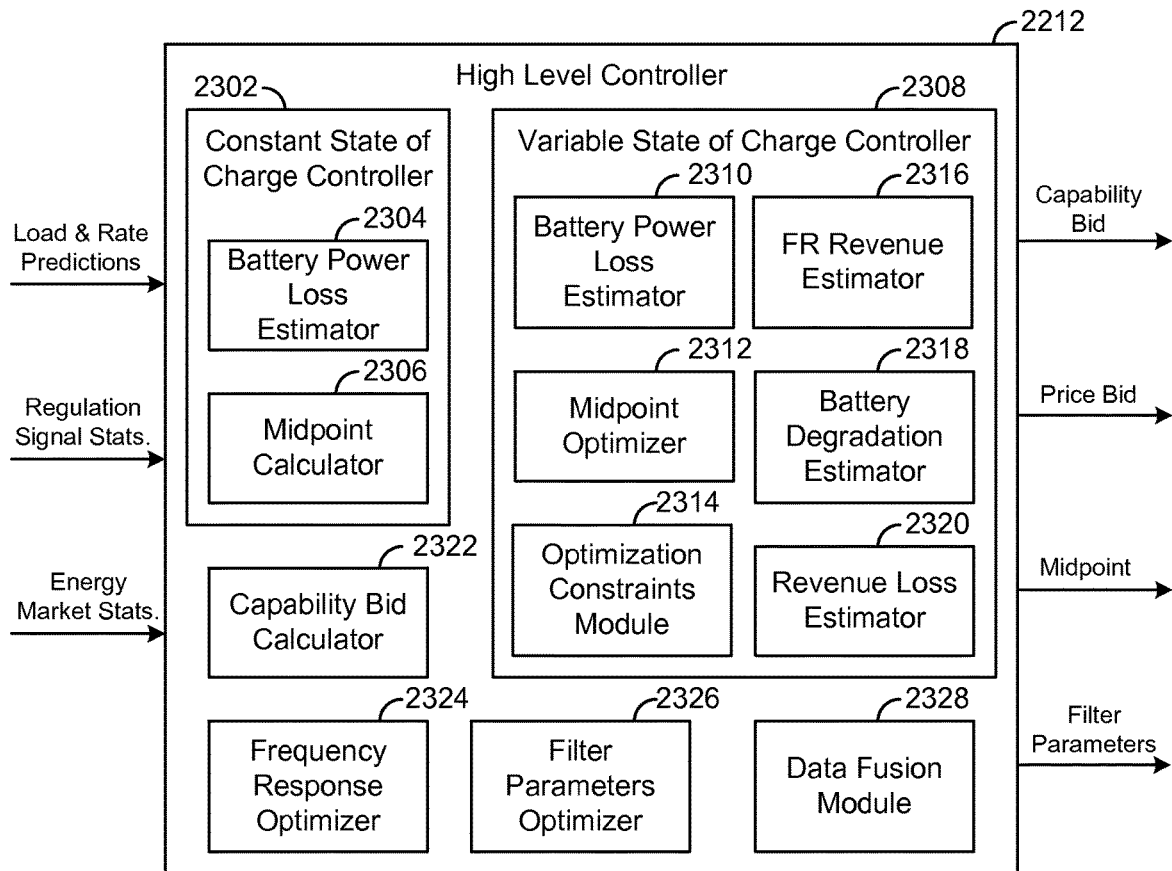 2212
High Level Controller
2302
Constant State of
Charge Controller
2304
Battery Power
Loss
Estimator
2306
Midpoint
Calculator
2308
Variable State of Charge Controller
2310
Battery Power
Loss
Estimator
2316
FR Revenue
Estimator
2312
Midpoint
Optimizer
2318
Battery
Degradation
Estimator
2314
Optimization
Constraints
Module
2320
Revenue Loss
Estimator
2322
Capability Bid
Calculator
2324
Frequency
Response
Optimizer
2326
Filter
Parameters
Optimizer
2328
Data Fusion
Module
Load & Rate
Predictions
Regulation
Signal Stats.
Energy
Market Stats.
Capability
Bid
Price Bid
Midpoint
Filter
Parameters